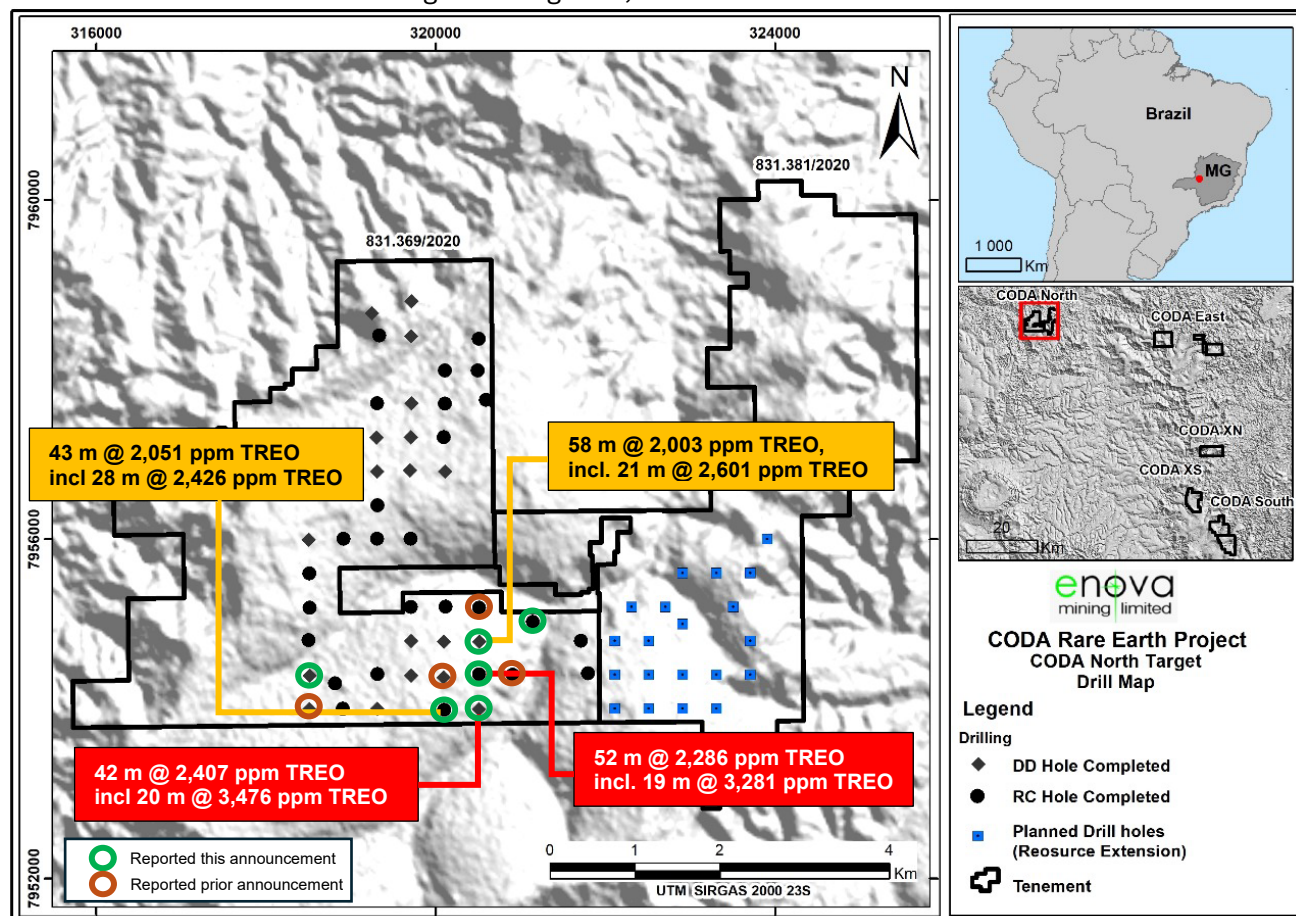 316000
320000
324000
7960000
7956000
7952000
N
831.381/2020
831.369/2020
43 m @ 2,051 ppm TREO
incl 28 m @ 2,426 ppm TREO
58 m @ 2,003 ppm TREO,
incl. 21 m @ 2,601 ppm TREO
42 m @ 2,407 ppm TREO
incl 20 m @ 3,476 ppm TREO
52 m @ 2,286 ppm TREO
incl. 19 m @ 3,281 ppm TREO
Reported this announcement
Reported prior announcement
0 1 2 4
Km
UTM SIRGAS 2000 23S
Brazil
MG
1 000
Km
CODA North
CODA East
CODA XN
CODA XS
CODA South
20
Km
enova
mining limited
CODA Rare Earth Project
CODA North Target
Drill Map
Legend
Drilling
DD Hole Completed
RC Hole Completed
Planned Drill holes
(Reosurce Extension)
Tenement